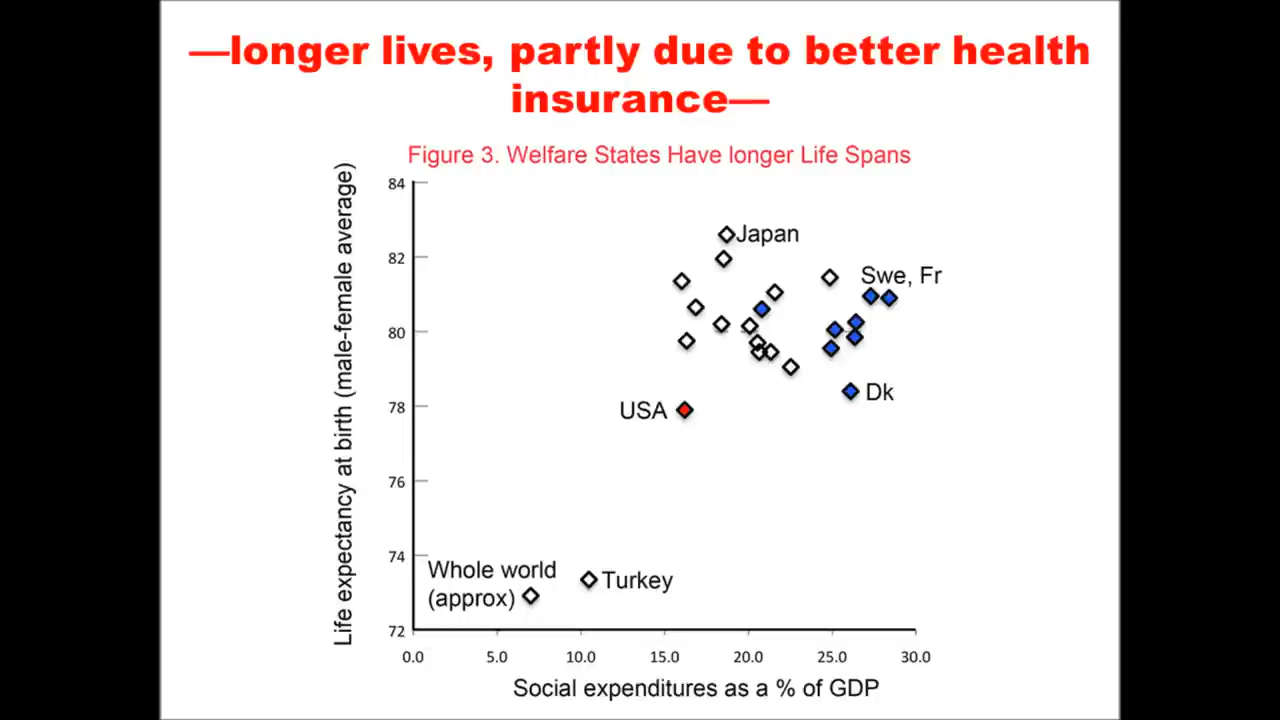 —longer lives, partly due to better health
insurance—
Figure 3. Welfare States Have longer Life Spans
Life expectancy at birth (male-female average)
84
82
80
78
76
74
72
Japan
Swe, Fr
Dk
USA
Whole world
(approx)
Turkey
0.0 5.0 10.0 15.0 20.0 25.0 30.0
Social expenditures as a % of GDP